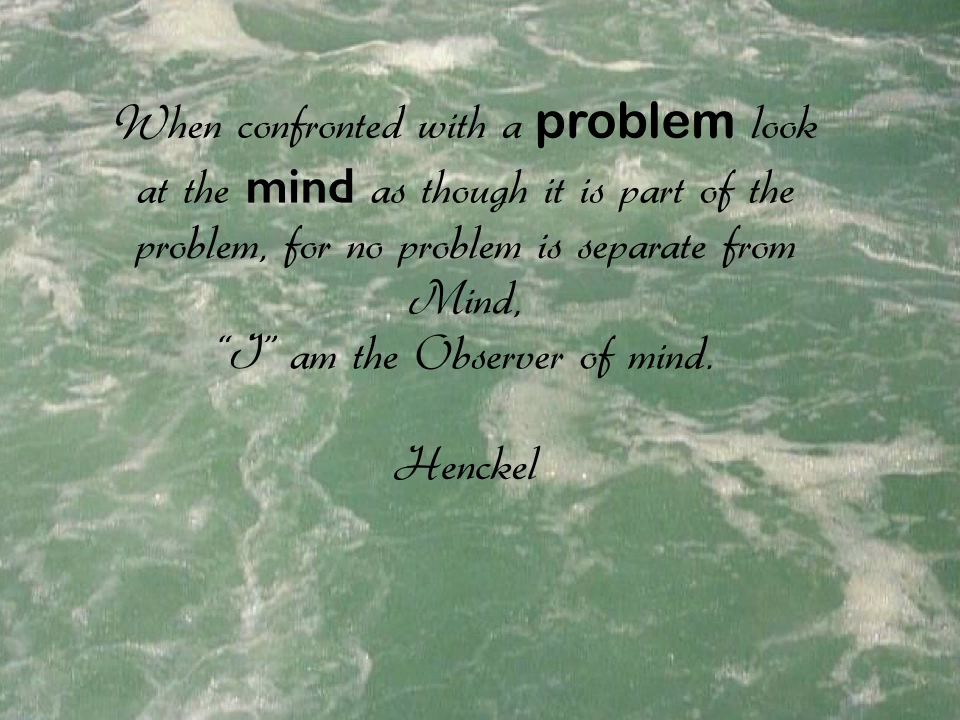 When confronted with a problem look
at the mind as though it is part of the
problem, for no problem is separate from
Mind,
“I” am the Observer of mind.
Henckel